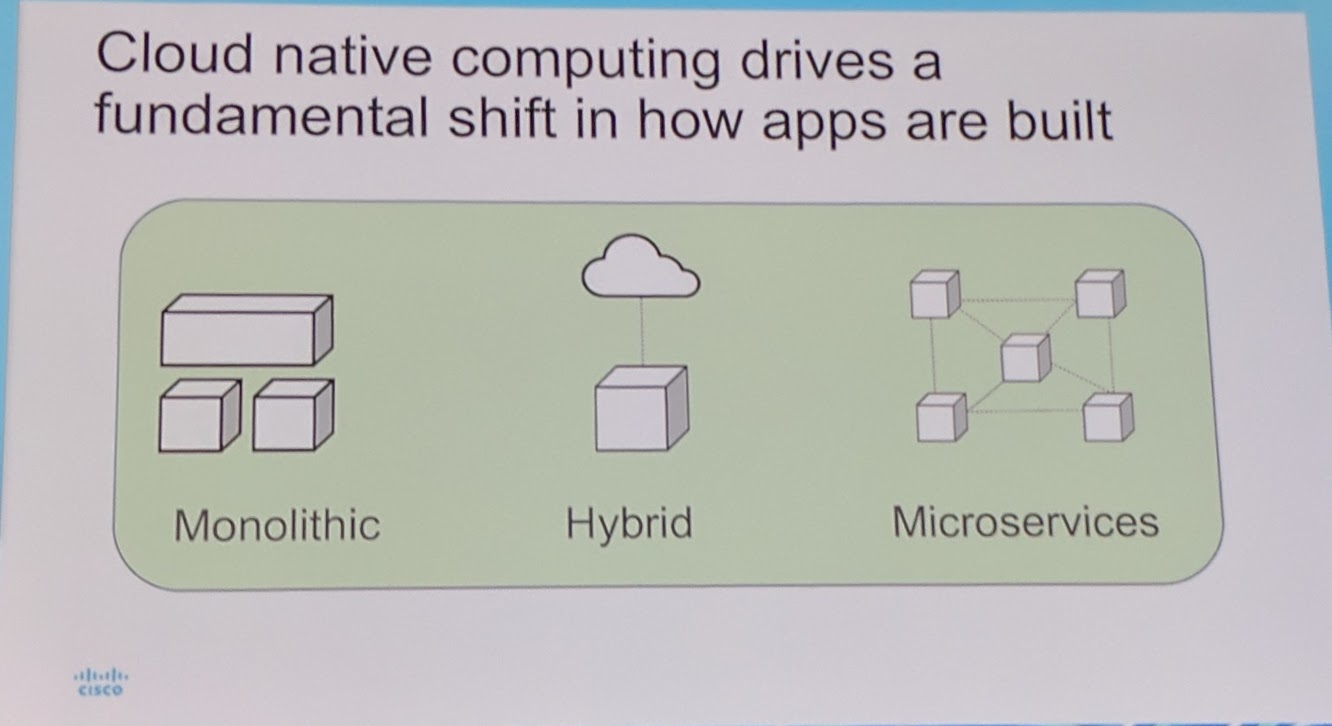 Cloud native computing drives a
fundamental shift in how apps are built
Monolithic
Hybrid
Microservices
CISCO